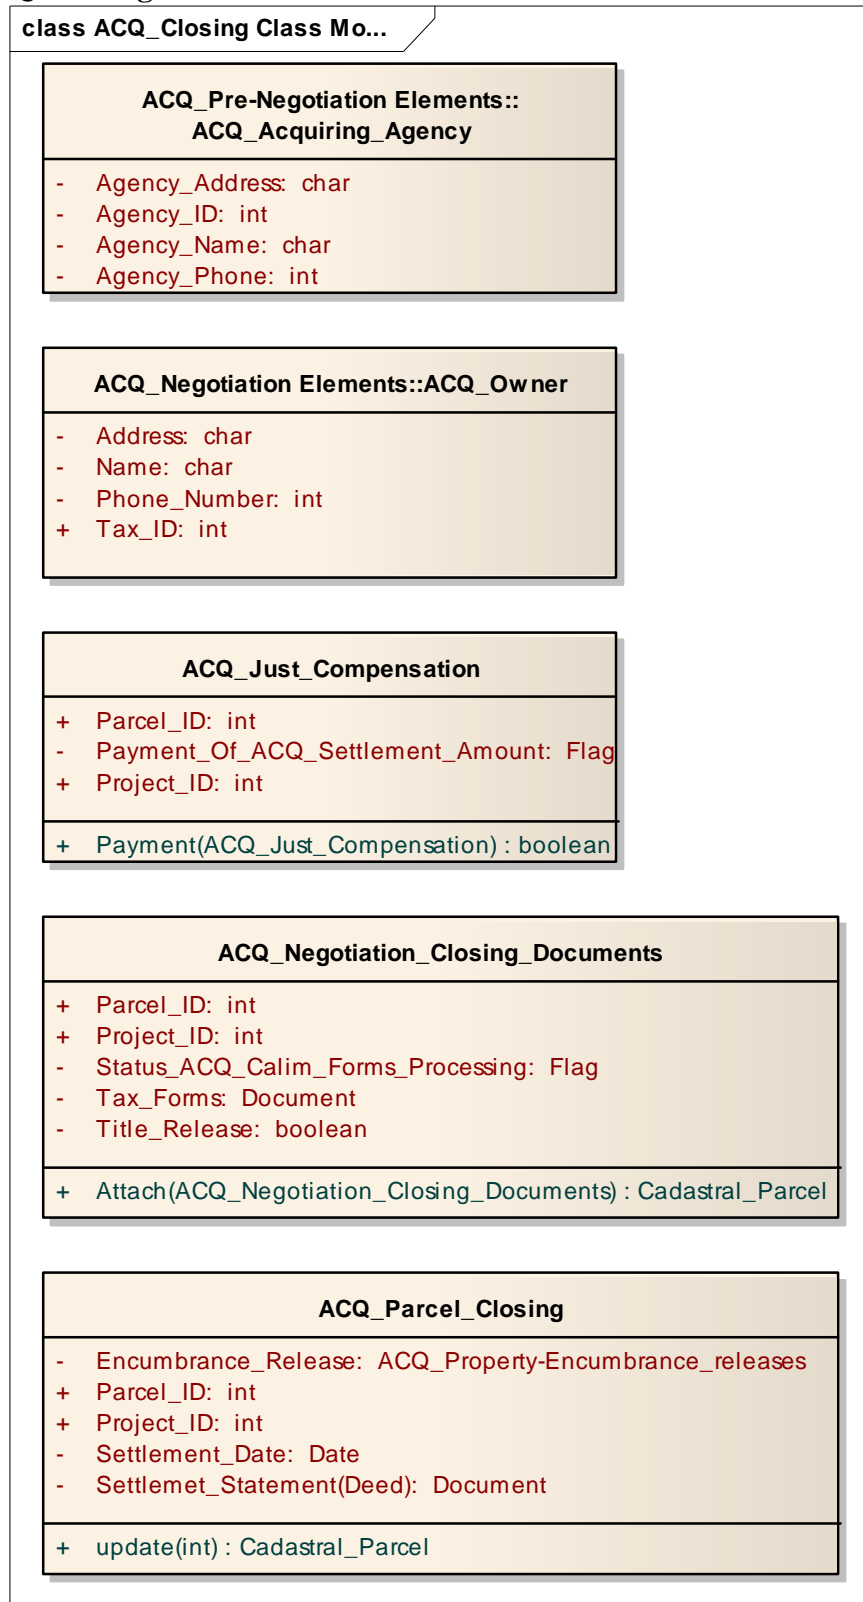 class ACQ_Closing Class Mo...
ACQ_Pre-Negotiation Elements::
ACQ_Acquiring_Agency
- Agency_Address: char
- Agency_ID: int
- Agency_Name: char
- Agency_Phone: int
ACQ_Negotiation Elements::ACQ_Owner
- Address: char
- Name: char
- Phone_Number: int
+ Tax_ID: int
ACQ_Just_Compensation
+ Parcel_ID: int
- Payment_Of_ACQ_Settlement_Amount: Flag
+ Project_ID: int
+ Payment(ACQ_Just_Compensation) : boolean
ACQ_Negotiation_Closing_Documents
+ Parcel_ID: int
+ Project_ID: int
- Status_ACQ_Calim_Forms_Processing: Flag
- Tax_Forms: Document
- Title_Release: boolean
+ Attach(ACQ_Negotiation_Closing_Documents) : Cadastral_Parcel
ACQ_Parcel_Closing
- Encumbrance_Release: ACQ_Property-Encumbrance_releases
+ Parcel_ID: int
+ Project_ID: int
- Settlement_Date: Date
- Settlemet_Statement(Deed): Document
+ update(int) : Cadastral_Parcel